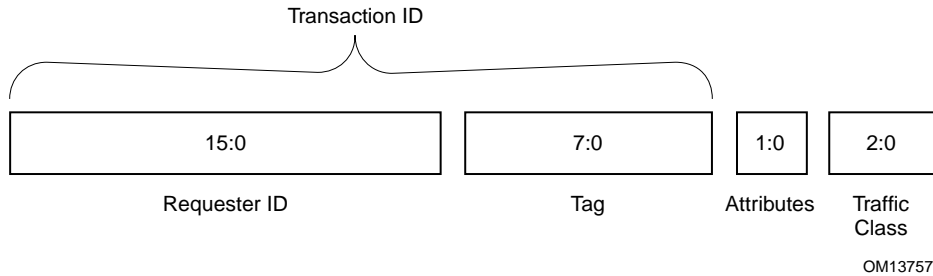 Transaction ID
15:0
7:0
1:0
2:0
Requester ID
Tag
Attributes
Traffic
Class
OM13757